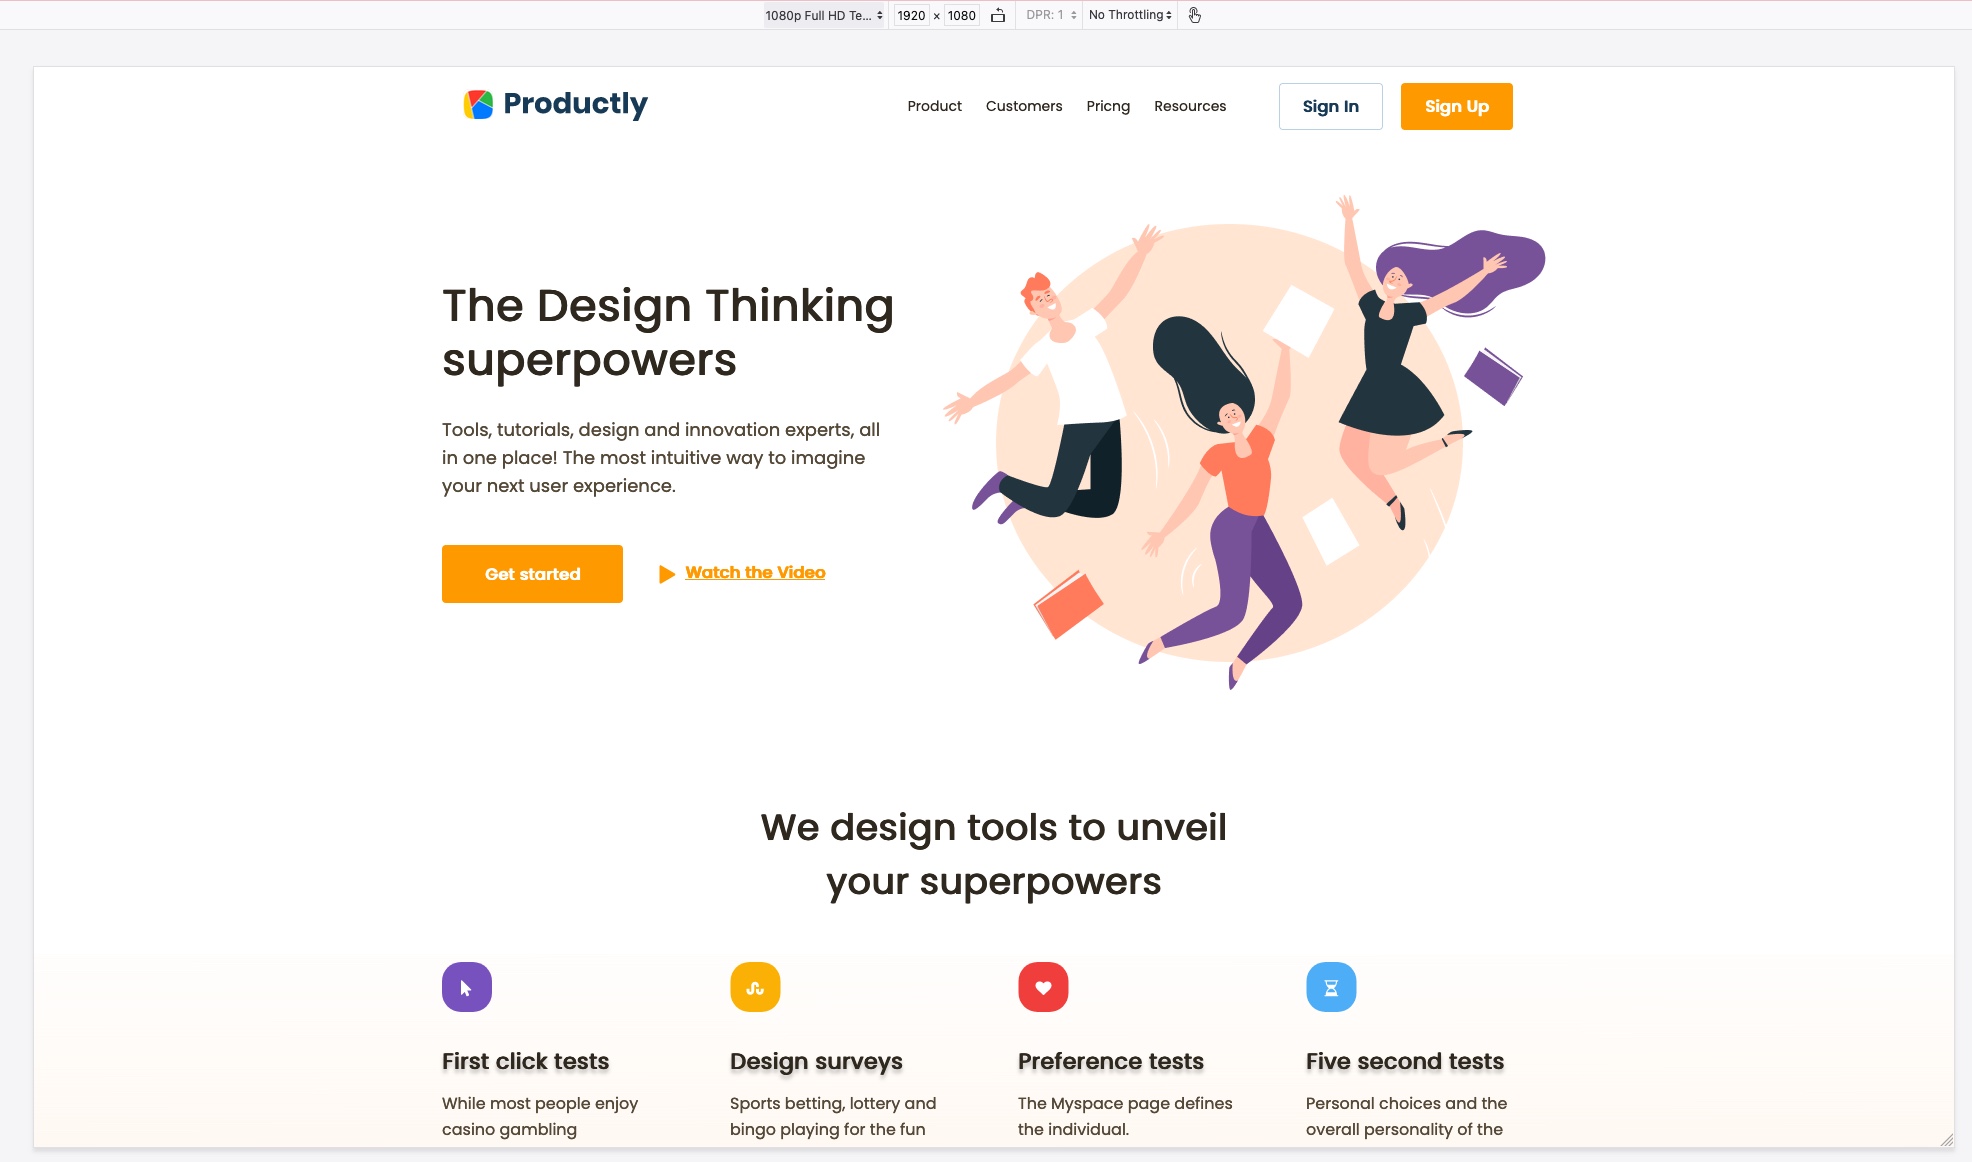 1080p Full HD Te... 1920 × 1080 DPR: 1 No Throttling
Productly
Product Customers Pricng Resources Sign In Sign Up
The Design Thinking
superpowers
Tools, tutorials, design and innovation experts, all
in one place! The most intuitive way to imagine
your next user experience.
Get started Watch the Video
We design tools to unveil
your superpowers
First click tests
While most people enjoy
casino gambling
Design surveys
Sports betting, lottery and
bingo playing for the fun
Preference tests
The Myspace page defines
the individual.
Five second tests
Personal choices and the
overall personality of the